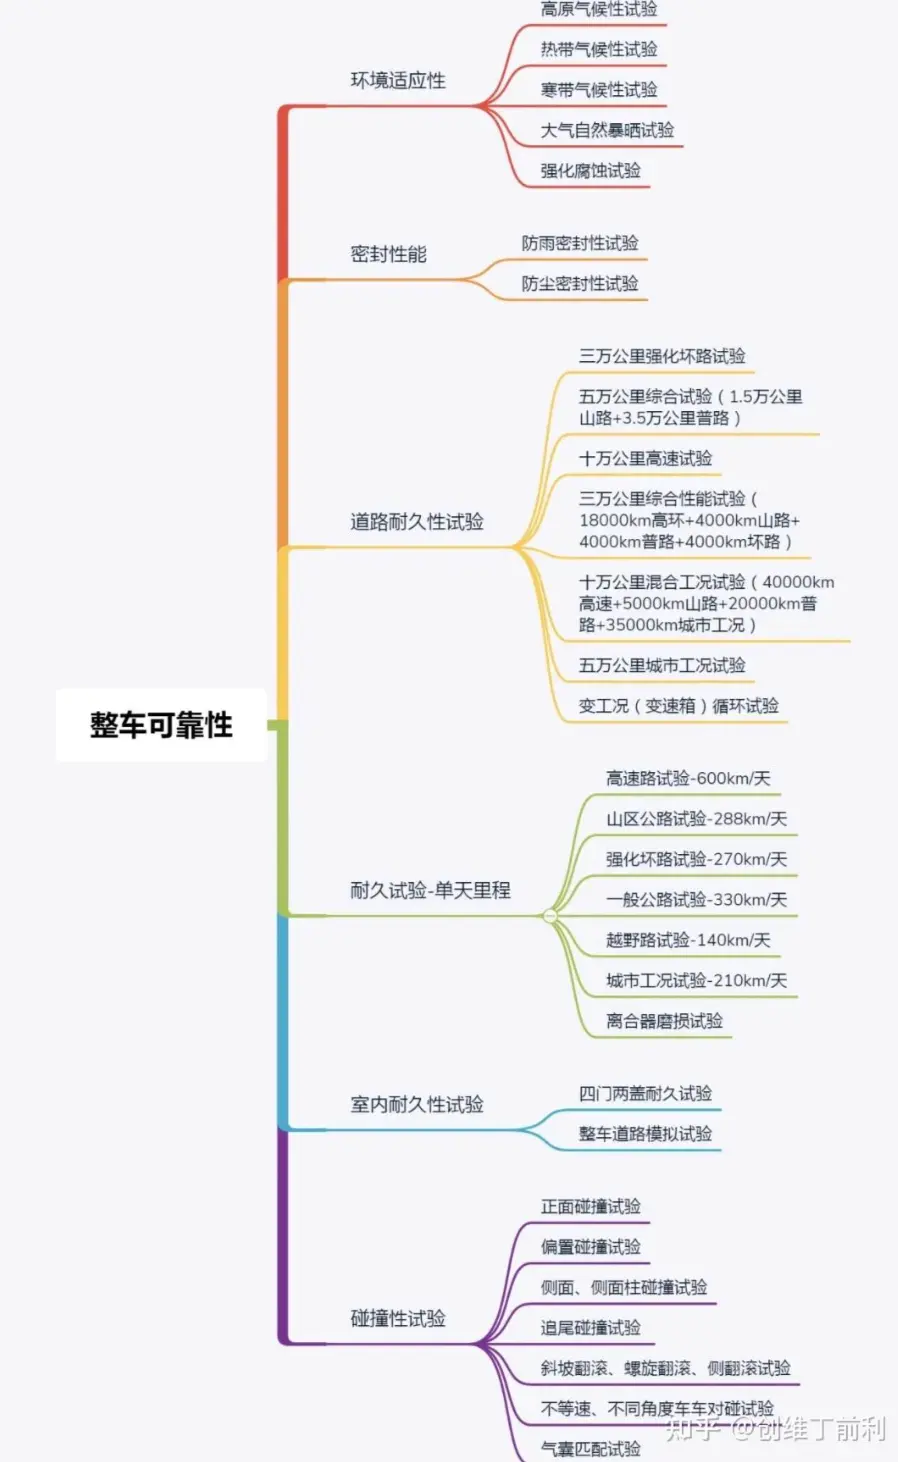 整车可靠性
环境适应性
高原气候性试验
热带气候性试验
寒带气候性试验
大气自然暴晒试验
强化腐蚀试验
密封性能
防雨密封性试验
防尘密封性试验
道路耐久性试验
三万公里强化坏路试验
五万公里综合试验（1.5万公里
山路+3.5万公里普路）
十万公里高速试验
三万公里综合性能试验（
18000km高环+4000km山路+
4000km普路+4000km坏路）
十万公里混合工况试验（40000km
高速+5000km山路+20000km普
路+35000km城市工况）
五万公里城市工况试验
变工况（变速箱）循环试验
耐久试验-单天里程
高速路试验-600km/天
山区公路试验-288km/天
强化坏路试验-270km/天
一般公路试验-330km/天
越野路试验-140km/天
城市工况试验-210km/天
离合器磨损试验
室内耐久性试验
四门两盖耐久试验
整车道路模拟试验
碰撞性试验
正面碰撞试验
偏置碰撞试验
侧面、侧面柱碰撞试验
追尾碰撞试验
斜坡翻滚、螺旋翻滚、侧翻滚试验
不等速、不同角度车车对碰试验
气囊匹配试验
知乎 @创维丁前利